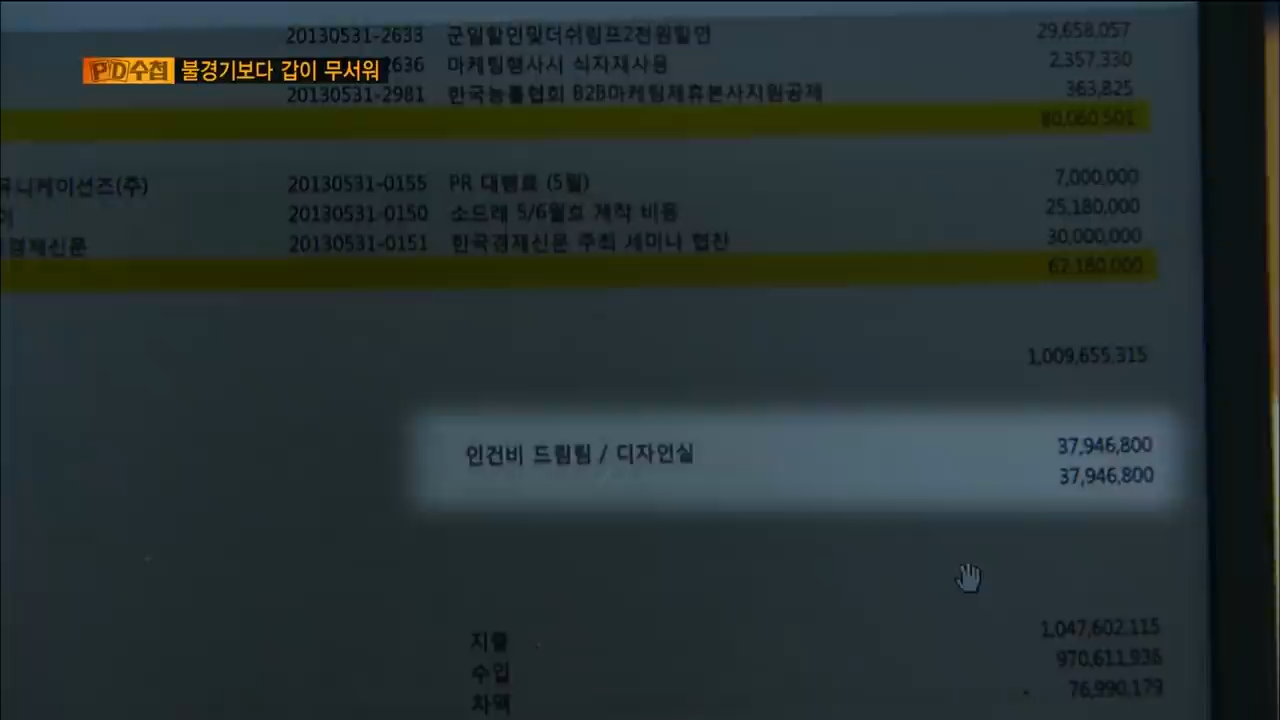 20130531-2633 군일할인및더쉬림프2천원할인 29,658,057
PD수첩 불경기보다 갑이 무서워
2636 마케팅행사시 식자재사용 2,357,330
20130531-2981 한국능률협회 B2B마케팅제휴본사지원공제 363,825
80,060,501
뮤니케이션즈(주) 20130531-0155 PR 대행료 (5월) 7,000,000
20130531-0150 소드래 5/6월호 제작 비용 25,180,000
경제신문 20130531-0151 한국경제신문 주최 세미나 협찬 30,000,000
62,180,000
1,009,655,315
인건비 드림팀 / 디자인실 37,946,800
37,946,800
지출 1,047,602,115
수입 970,611,936
차액 76,990,179